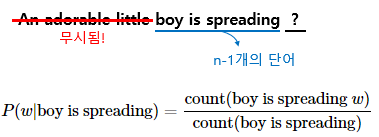 An adorable little boy is spreading ?
무시됨!
n-1개의 단어
P(w|boy is spreading) = count(boy is spreading w) / count(boy is spreading)